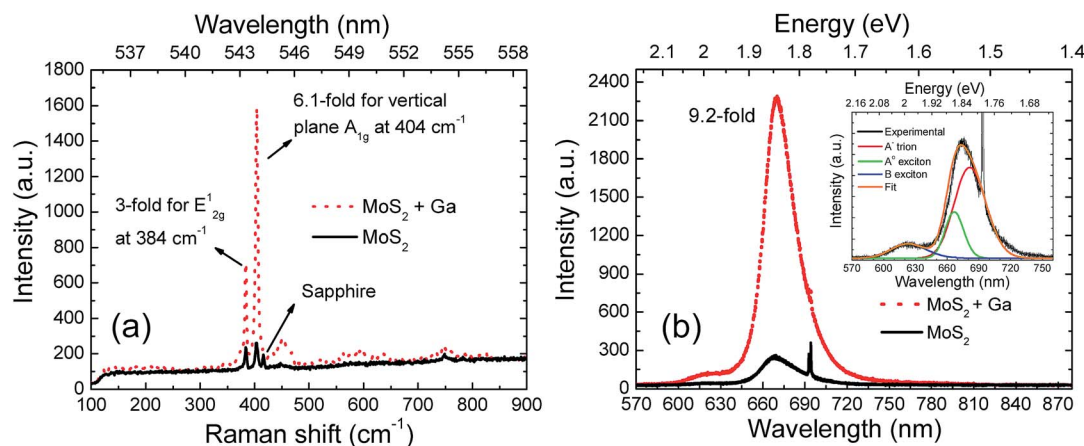 Wavelength (nm)
537 540 543 546 549 552 555 558
1800
1600
1400
1200
1000
800
600
400
200
0
Intensity (a.u.)
6.1-fold for vertical
plane A1g at 404 cm-1
3-fold for E12g
at 384 cm-1
MoS2 + Ga
MoS2
Sapphire
(a)
100 200 300 400 500 600 700 800 900
Raman shift (cm-1)
Energy (eV)
2.1 2 1.9 1.8 1.7 1.6 1.5 1.4
2400
2100
1800
1500
1200
900
600
300
0
Intensity (a.u.)
9.2-fold
Energy (eV)
2.16 2.08 2 1.92 1.84 1.76 1.68
Experimental
A- trion
A0 exciton
B exciton
Fit
Intensity (a.u.)
570 600 630 660 690 720 750
Wavelength (nm)
MoS2 + Ga
MoS2
(b)
570 600 630 660 690 720 750 780 810 840 870
Wavelength (nm)